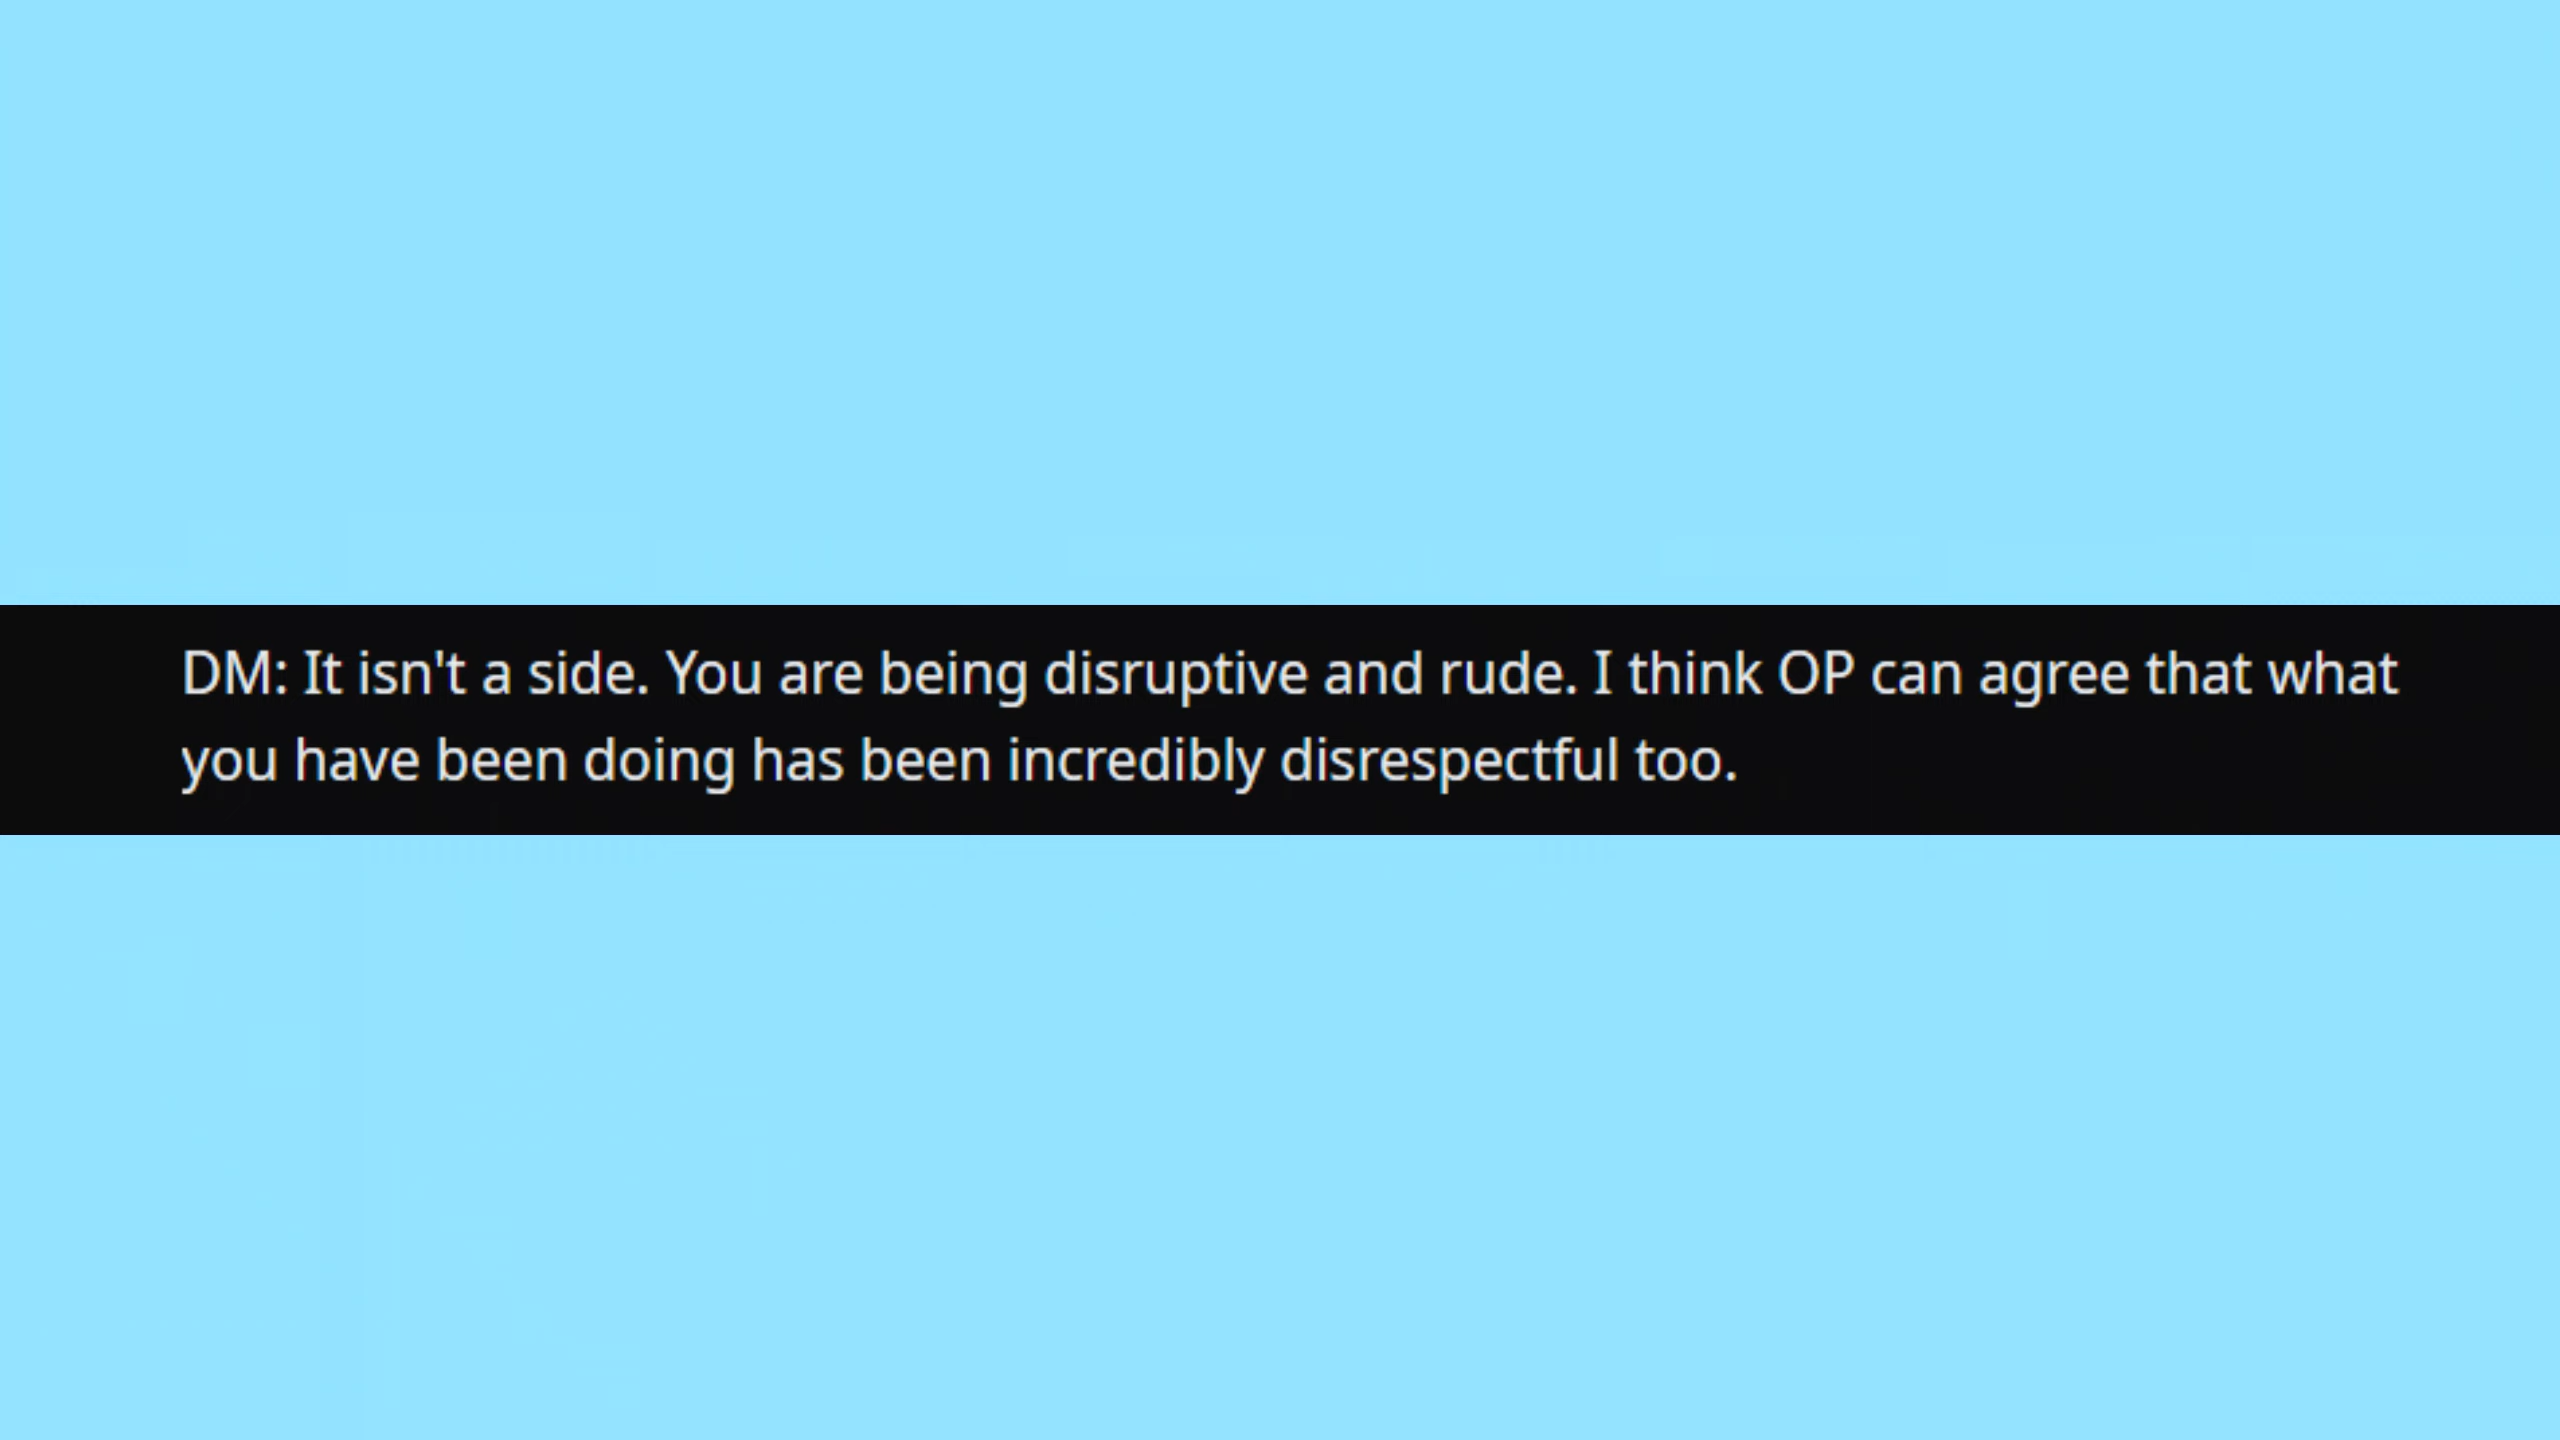 DM: It isn't a side. You are being disruptive and rude. I think OP can agree that what
you have been doing has been incredibly disrespectful too.